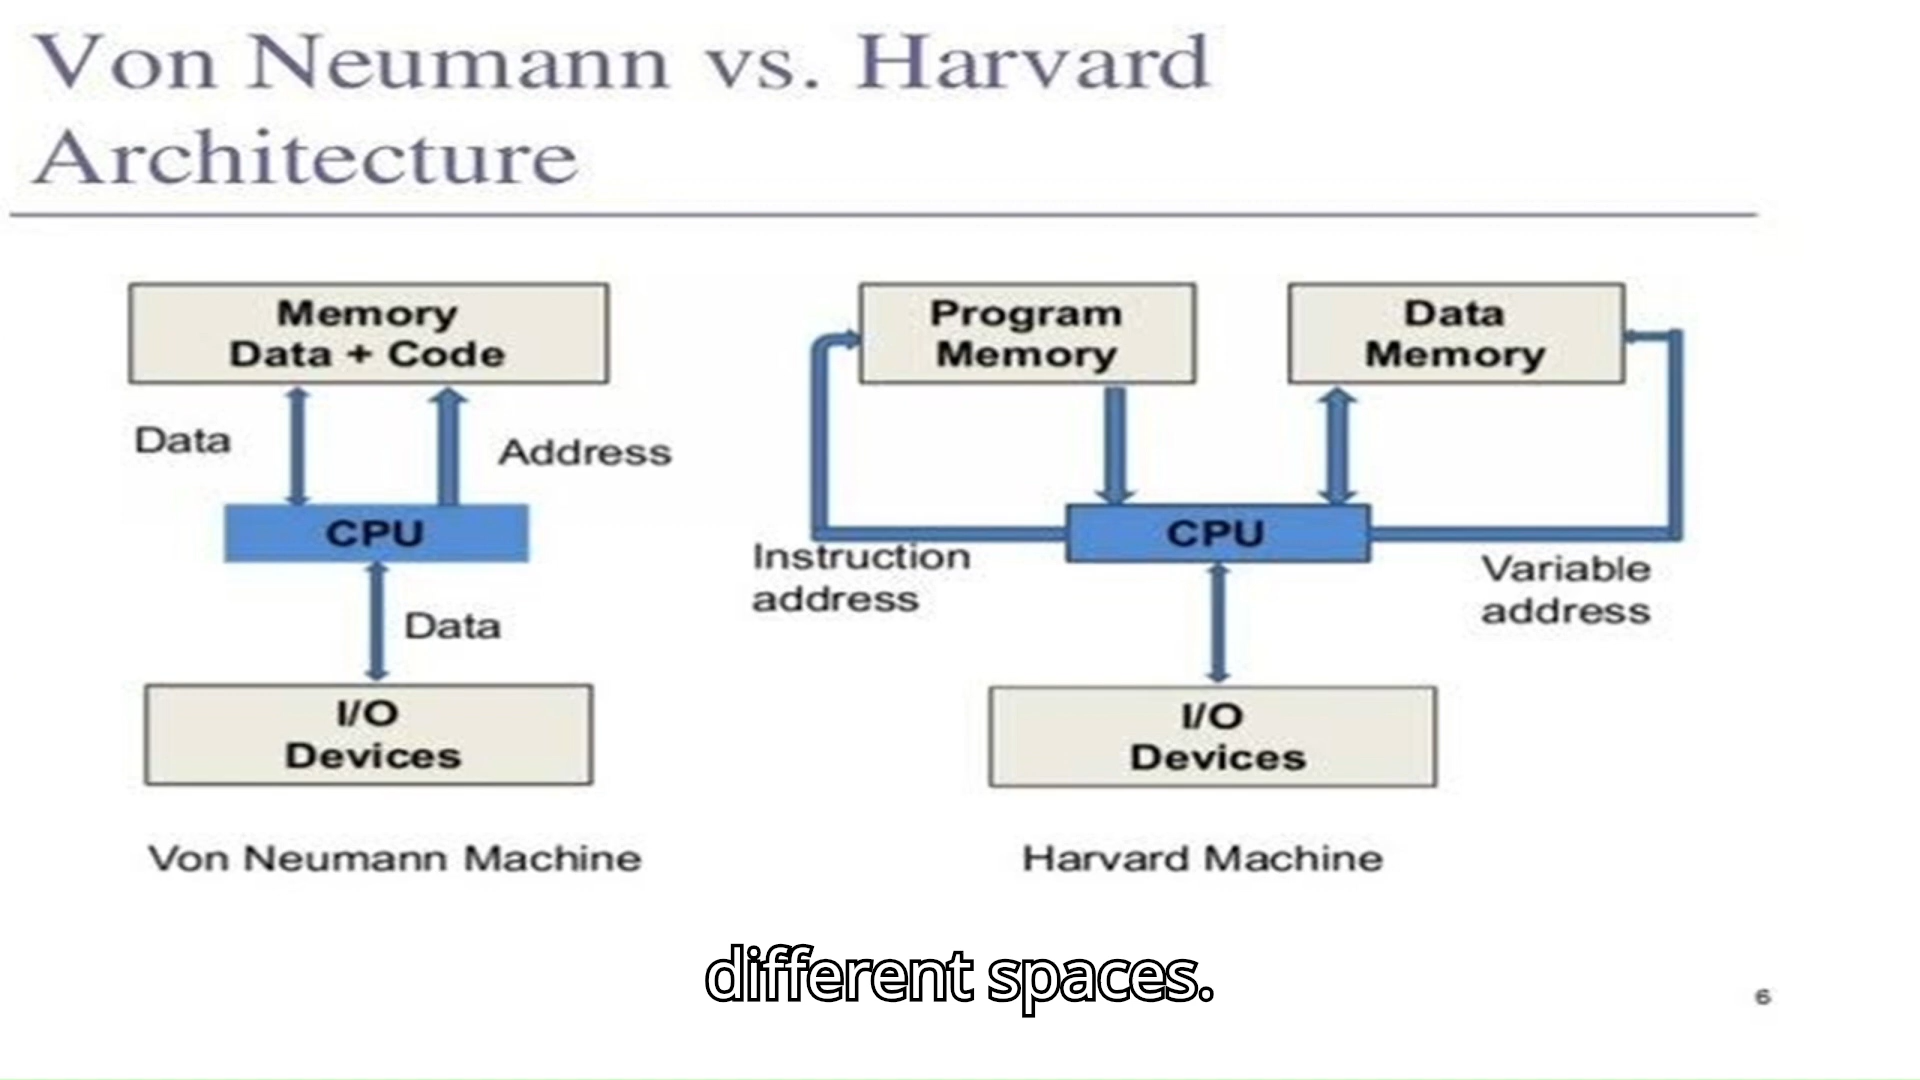 Von Neumann vs. Harvard
Architecture
Memory
Data + Code
Data
Address
CPU
Data
I/O
Devices
Von Neumann Machine
Program
Memory
Data
Memory
CPU
Instruction
address
Variable
address
I/O
Devices
Harvard Machine
different spaces.
6